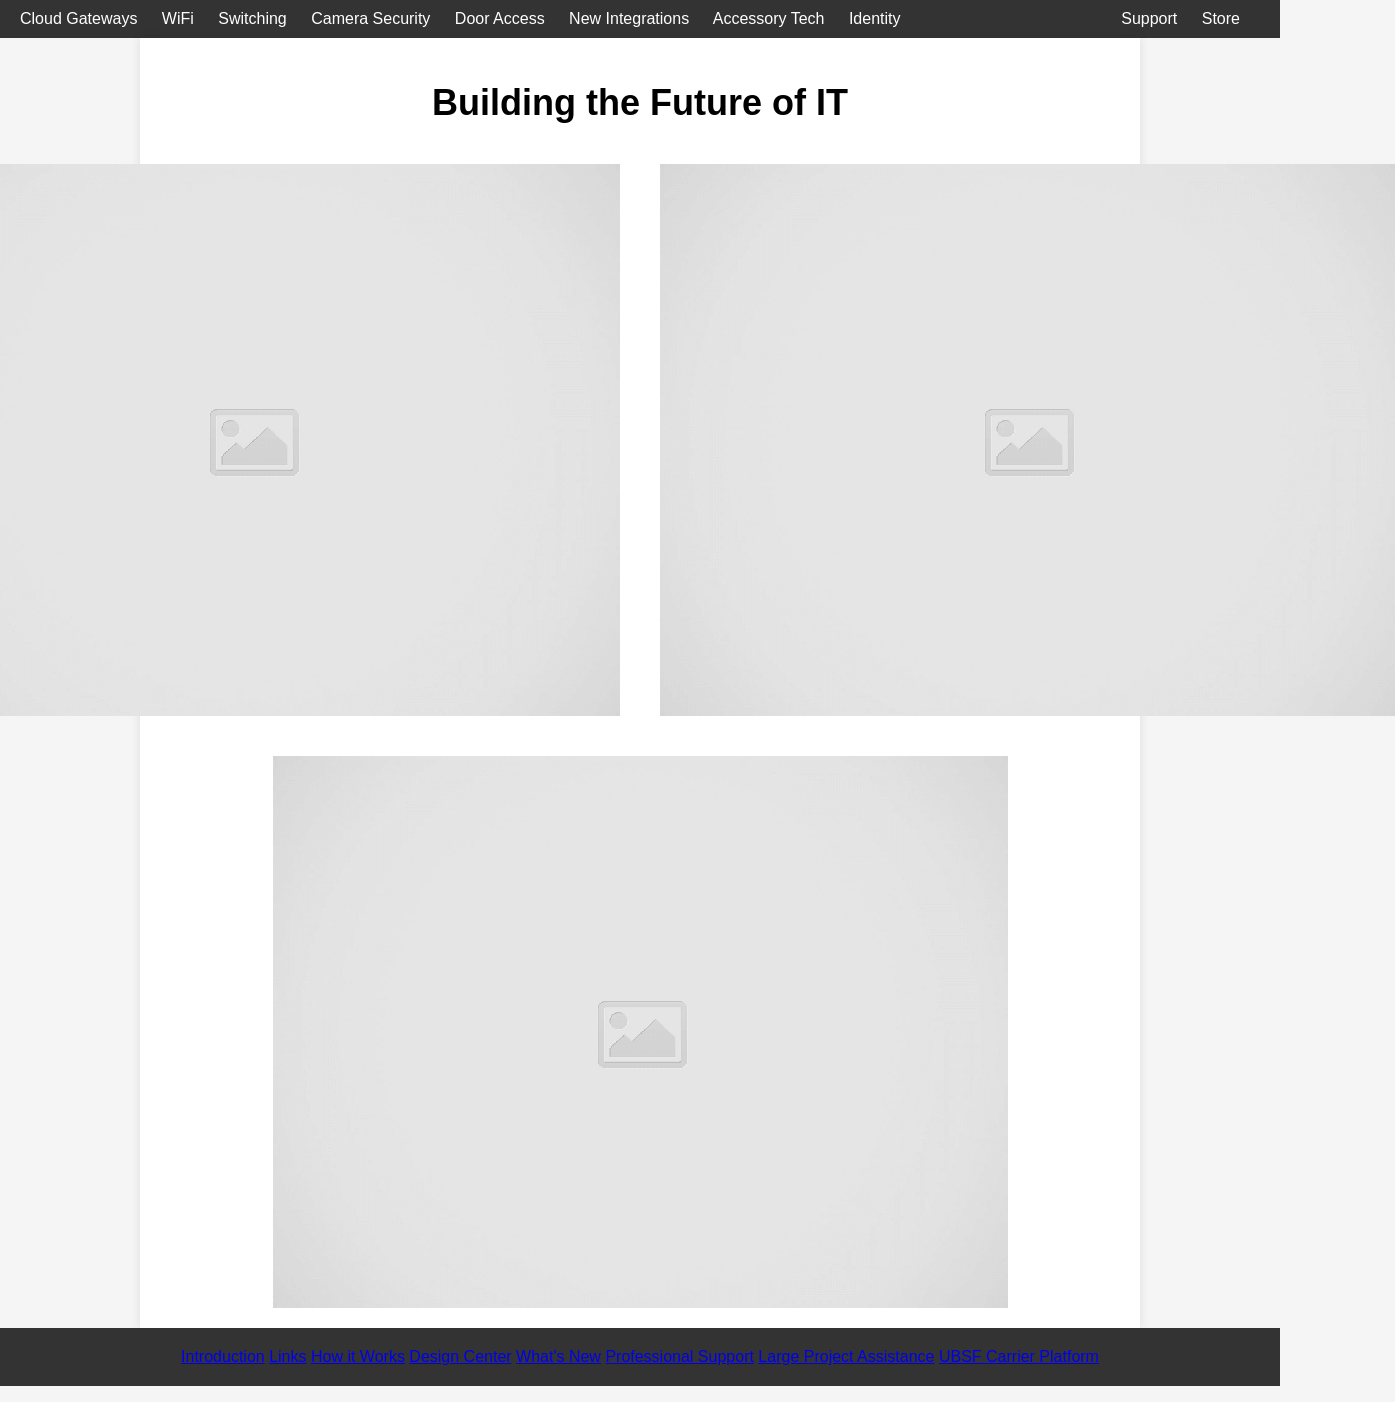 Cloud Gateways WiFi Switching Camera Security Door Access New Integrations Accessory Tech Identity Support Store
Building the Future of IT
Introduction Links How it Works Design Center What's New Professional Support Large Project Assistance UBSF Carrier Platform